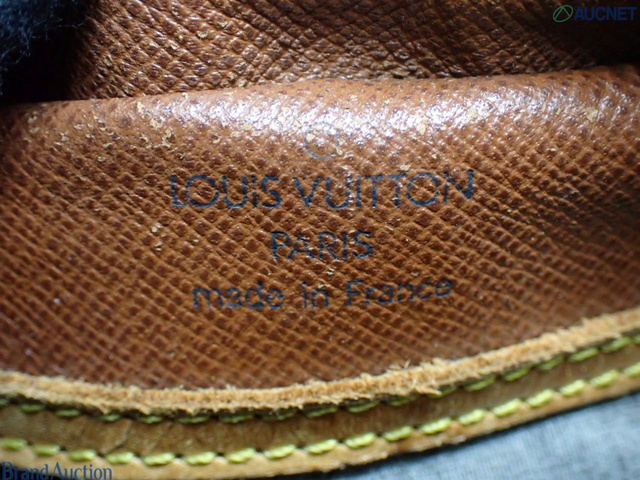 AUCNET
LOUIS VUITTON
PARIS
made in France
BrandAuction